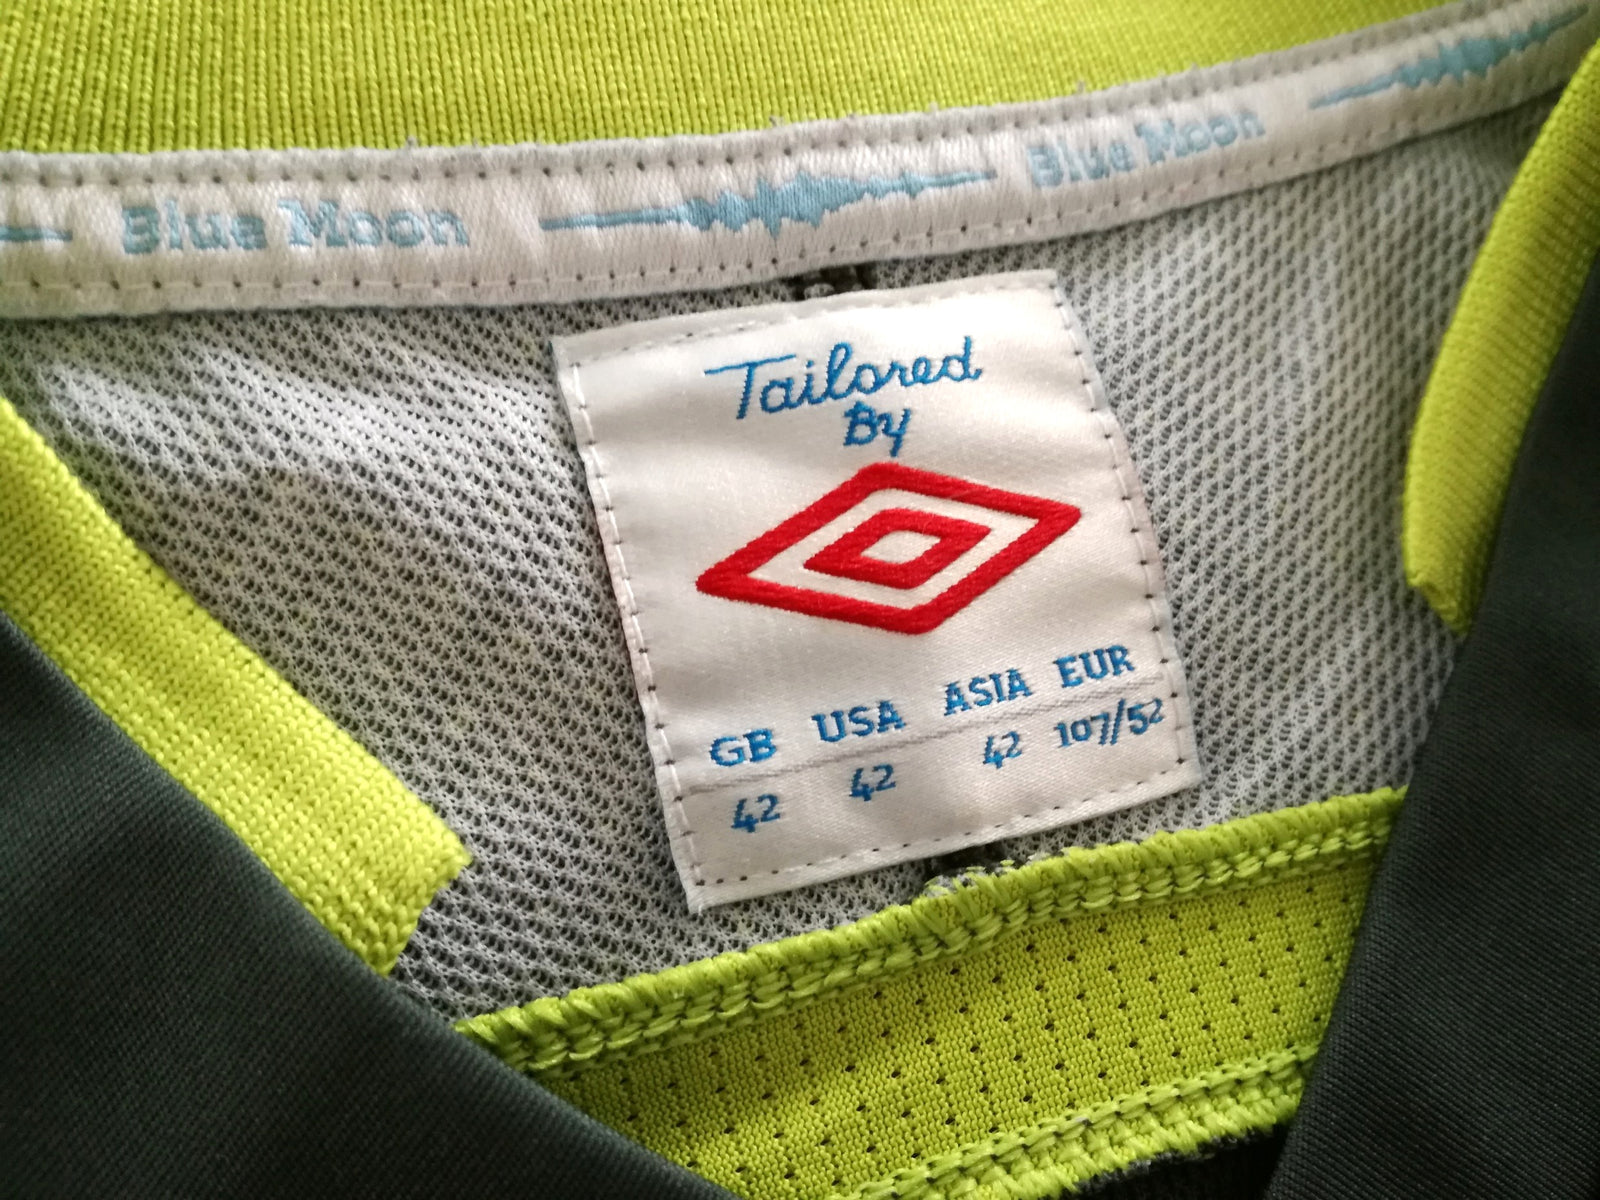 Blue Moon Blue Moon
Tailored
By
GB USA ASIA EUR
42 42 42 107/52